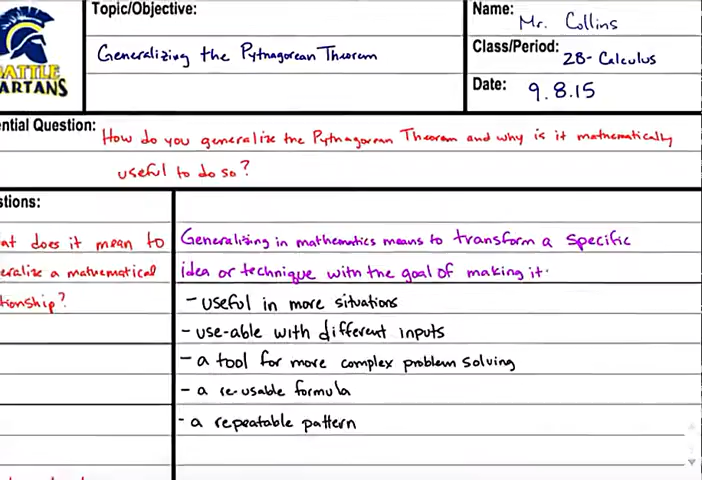 Topic/Objective:
Generalizing the Pythagorean Theorem
Name:
Mr. Collins
Class/Period:
2B- Calculus
Date:
9.8.15
BATTLE
SPARTANS
ential Question: How do you generalize the Pythagorean Theorem and why is it mathematically
useful to do so?
stions:
at does it mean to
eralize a mathematical
tionship?
Generalizing in mathematics means to transform a specific
idea or technique with the goal of making it:
- useful in more situations
- use-able with different inputs
- a tool for more complex problem solving
- a re-usable formula
- a repeatable pattern